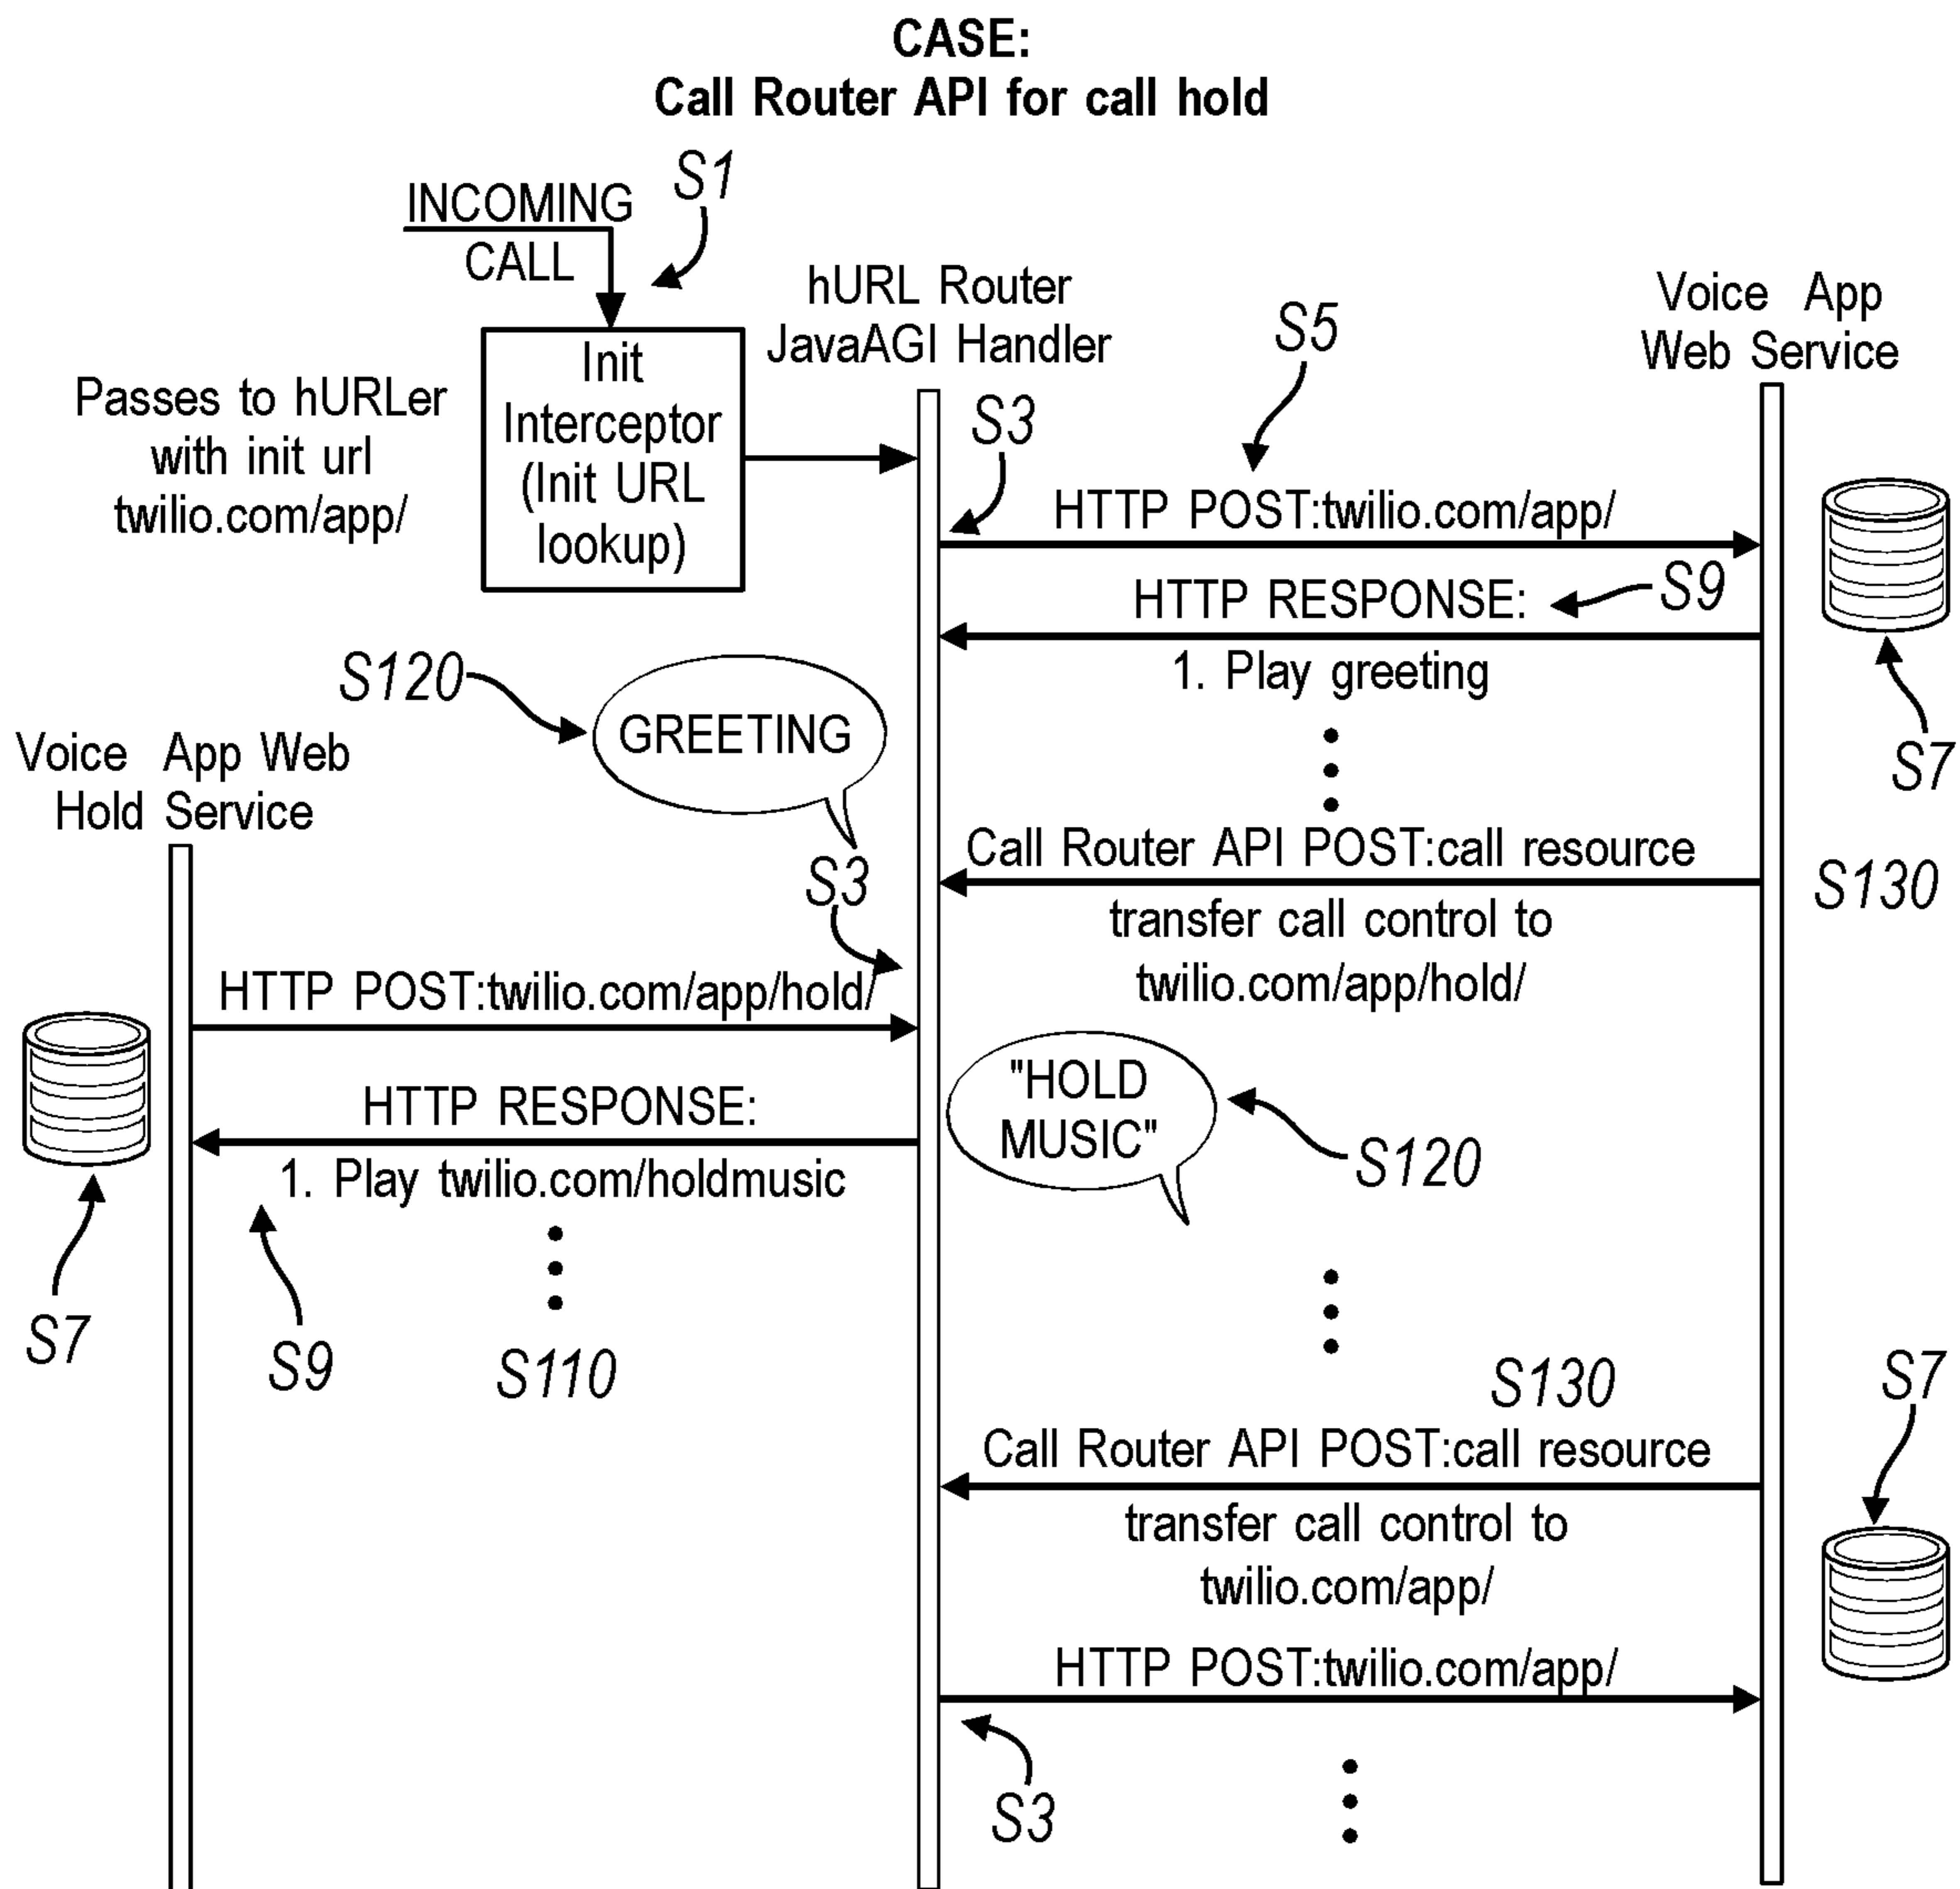 CASE:
Call Router API for call hold
S1
INCOMING
CALL
hURL Router
JavaAGI Handler
Voice App
Web Service
S5
Init
Interceptor
(Init URL
lookup)
Passes to hURLer
with init url
twilio.com/app/
S3
HTTP POST:twilio.com/app/
HTTP RESPONSE:
S9
1. Play greeting
S7
S120
GREETING
Voice App Web
Hold Service
S3
Call Router API POST:call resource
S130
transfer call control to
twilio.com/app/hold/
HTTP POST:twilio.com/app/hold/
"HOLD
MUSIC"
S120
HTTP RESPONSE:
1. Play twilio.com/holdmusic
S7
S9
S110
S130
S7
Call Router API POST:call resource
transfer call control to
twilio.com/app/
HTTP POST:twilio.com/app/
S3